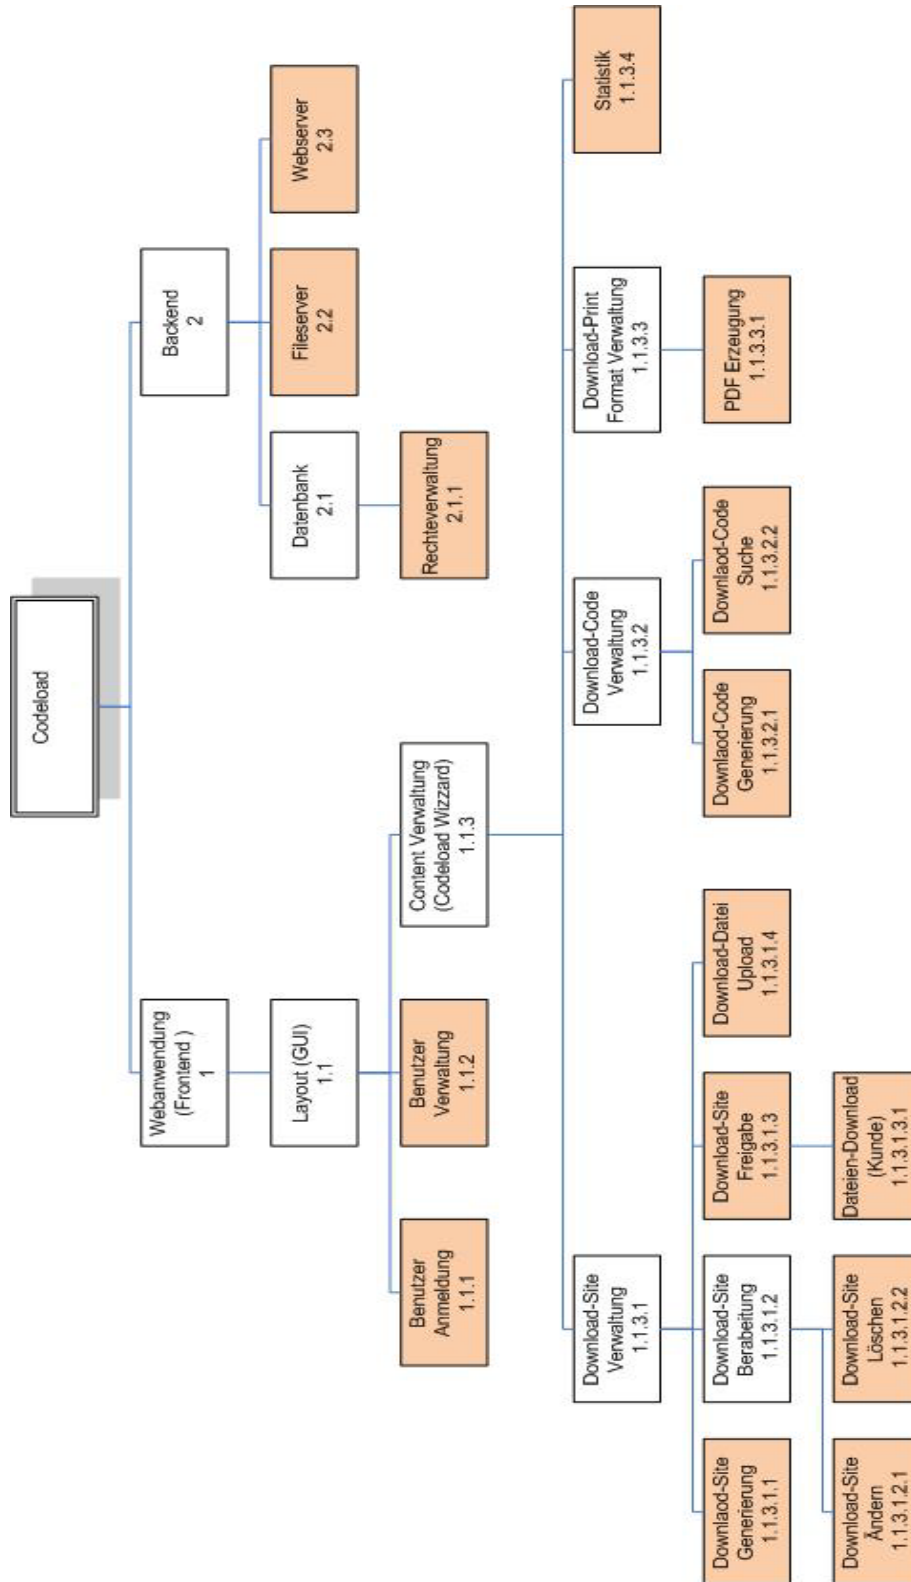 Codeload
Webanwendung
(Frontend )
1
Backend
2
Layout (GUI)
1.1
Datenbank
2.1
Fileserver
2.2
Webserver
2.3
Benutzer
Anmeldung
1.1.1
Benutzer
Verwaltung
1.1.2
Content Verwaltung
(Codeload Wizzard)
1.1.3
Rechteverwaltung
2.1.1
Download-Site
Verwaltung
1.1.3.1
Download-Code
Verwaltung
1.1.3.2
Download-Print
Format Verwaltung
1.1.3.3
Statistik
1.1.3.4
Downlaod-Site
Generierung
1.1.3.1.1
Download-Site
Berabeitung
1.1.3.1.2
Download-Site
Freigabe
1.1.3.1.3
Download-Datei
Upload
1.1.3.1.4
Downlaod-Code
Generierung
1.1.3.2.1
Downlaod-Code
Suche
1.1.3.2.2
PDF Erzeugung
1.1.3.3.1
Download-Site
Ändern
1.1.3.1.2.1
Download-Site
Löschen
1.1.3.1.2.2
Dateien-Download
(Kunde)
1.1.3.1.3.1